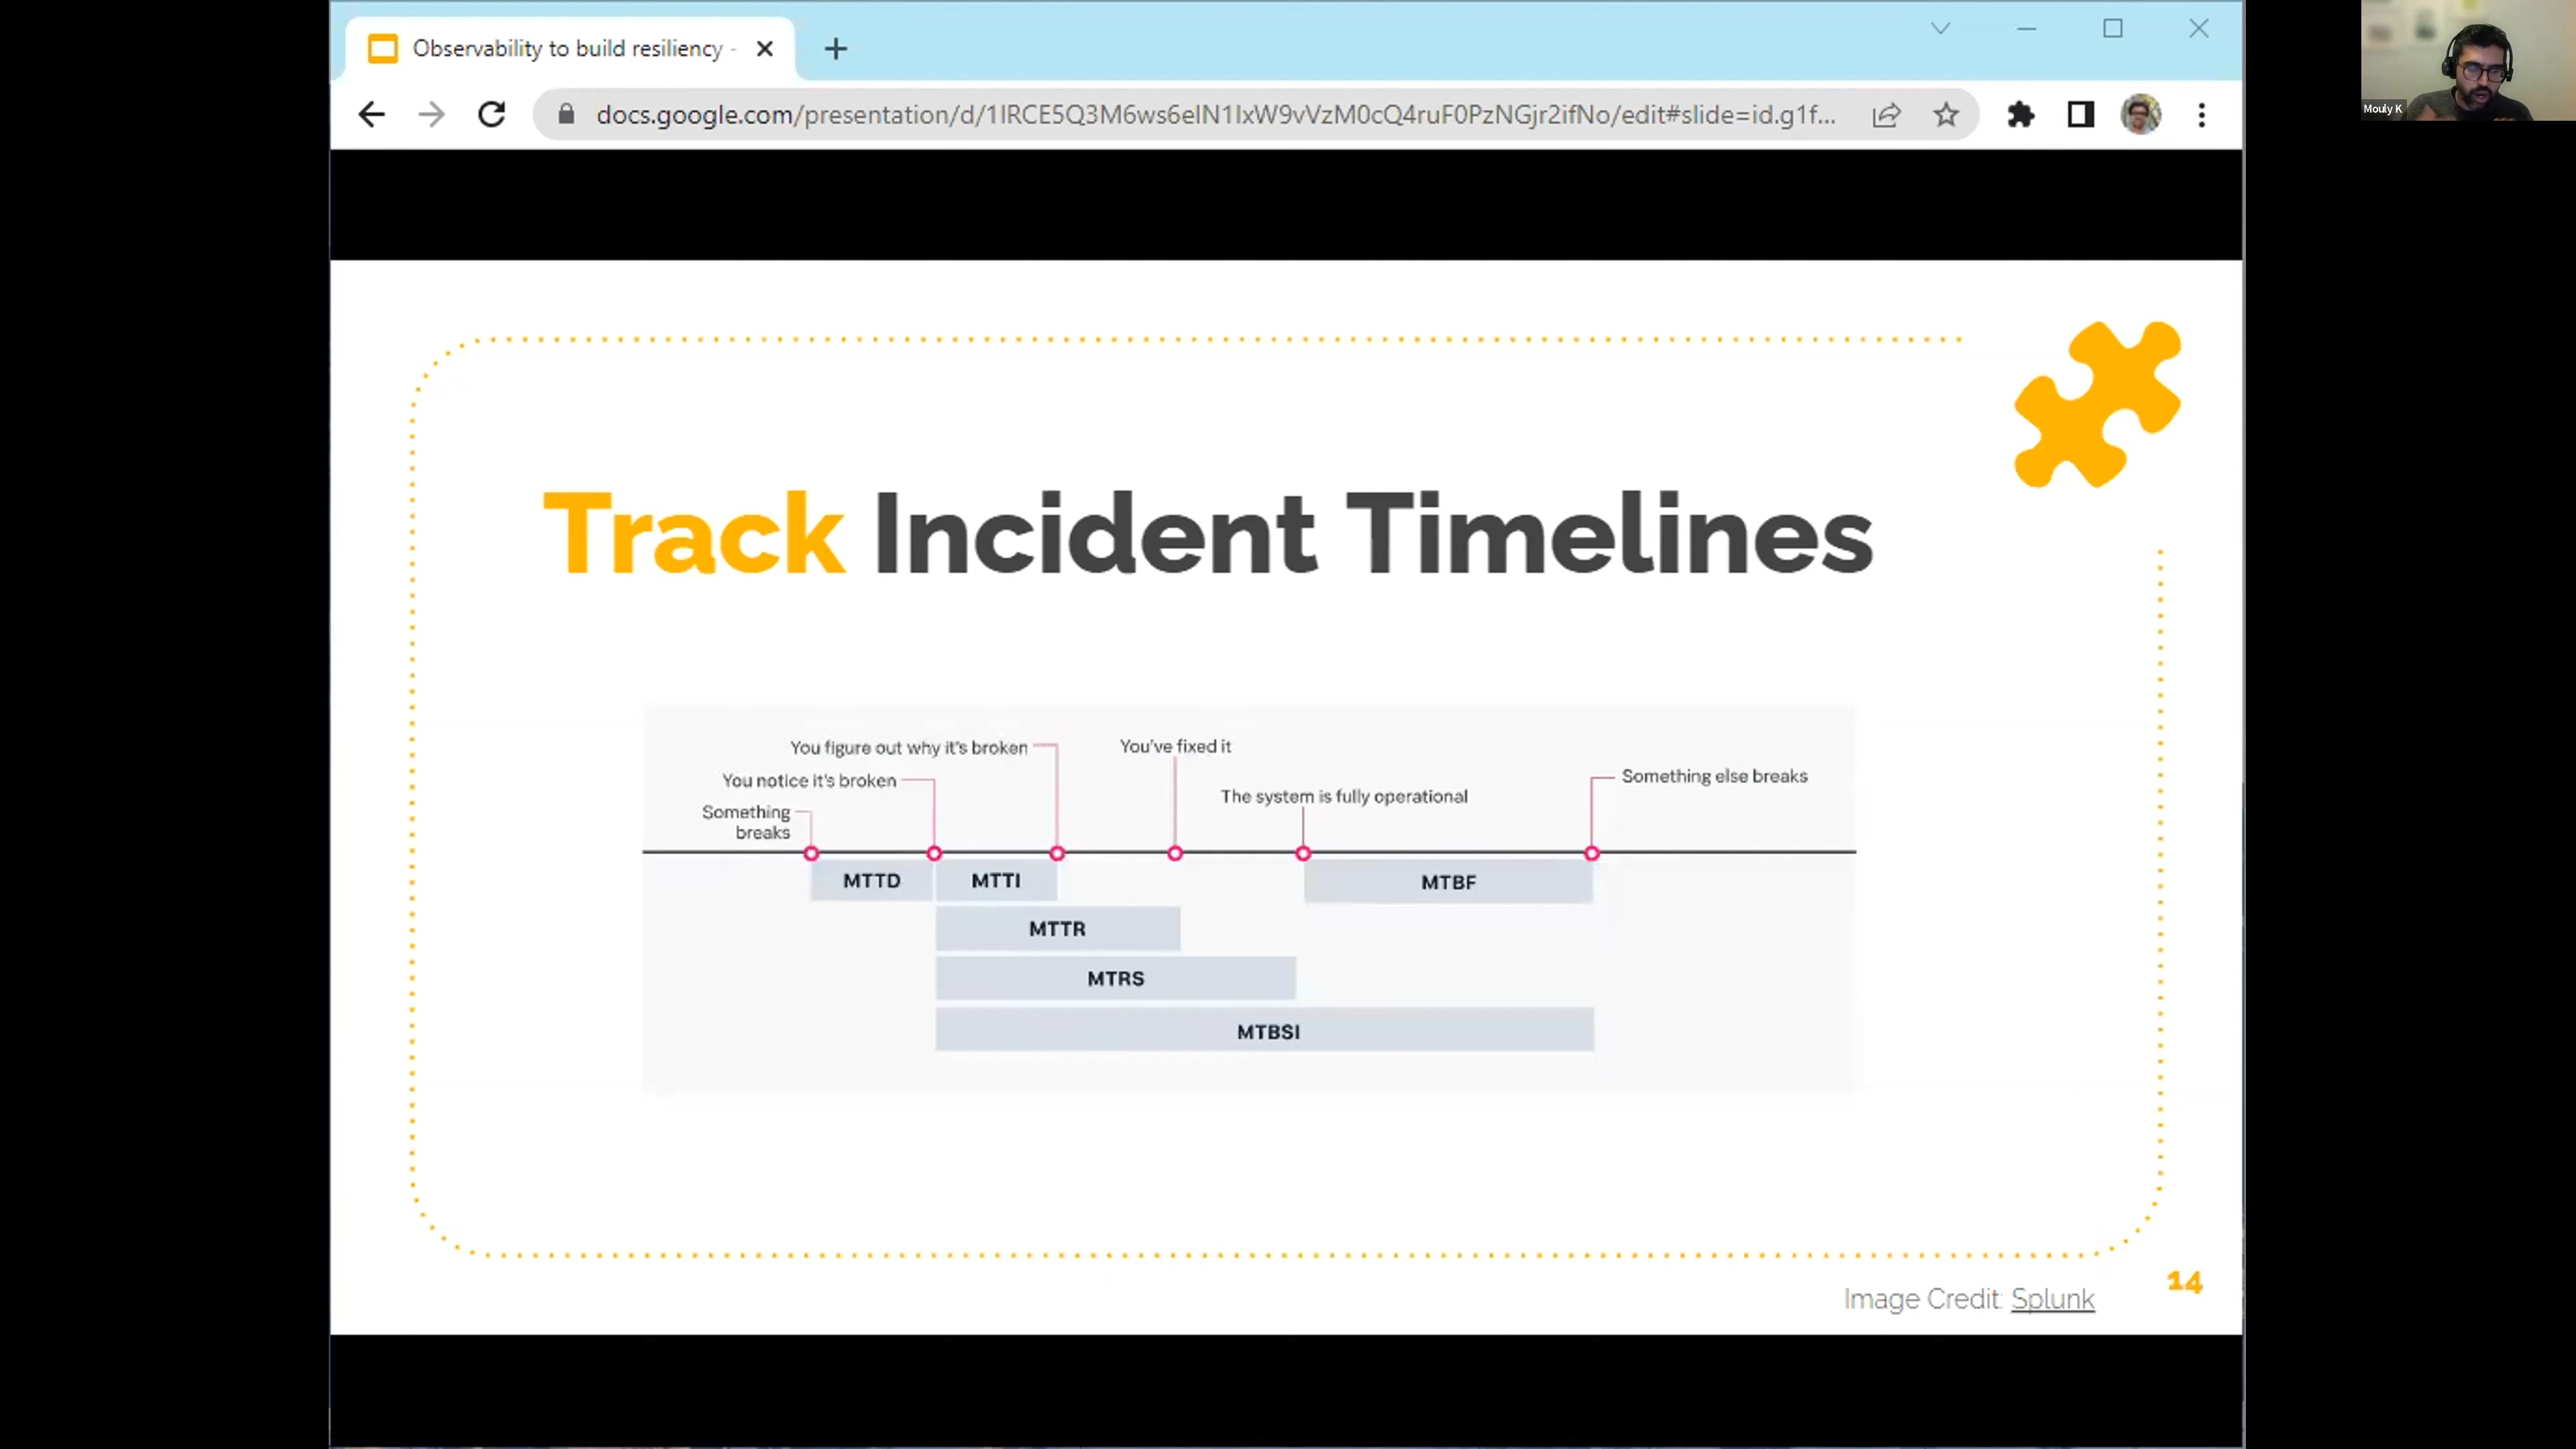 Observability to build resiliency -
docs.google.com/presentation/d/1IRCE5Q3M6ws6elN1IxW9vVzM0cQ4ruF0PzNGjr2ifNo/edit#slide=id.g1f...
Mouly K
Track Incident Timelines
You figure out why it's broken
You've fixed it
You notice it's broken
Something else breaks
The system is fully operational
Something
breaks
MTTD
MTTI
MTBF
MTTR
MTRS
MTBSI
14
Image Credit: Splunk